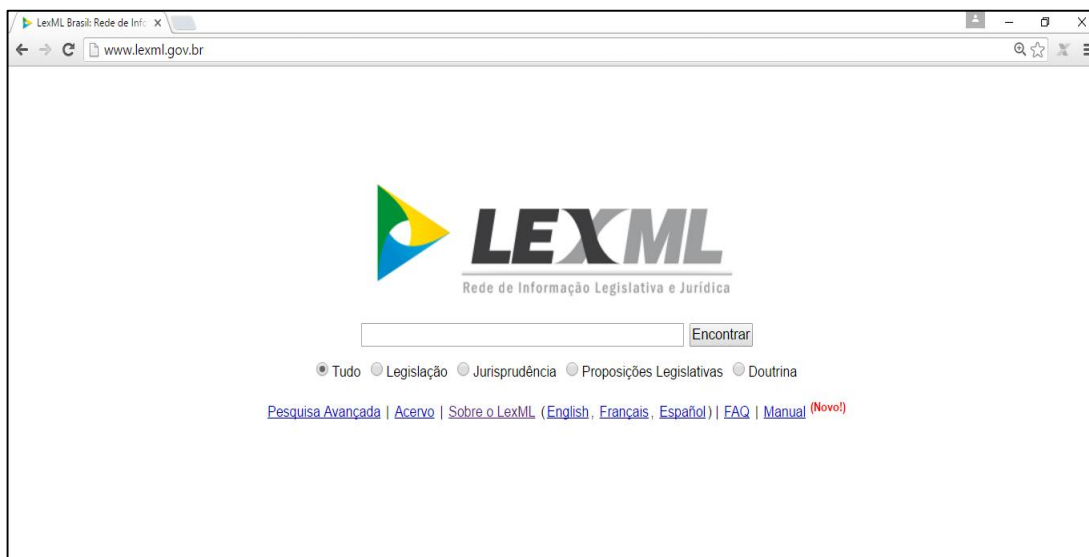 LexML Brasil: Rede de Info
www.lexml.gov.br
LEXML
Rede de Informação Legislativa e Jurídica
Encontrar
Tudo Legislação Jurisprudência Proposições Legislativas Doutrina
Pesquisa Avançada | Acervo | Sobre o LexML (English, Français, Español) | FAQ | Manual (Novo!)